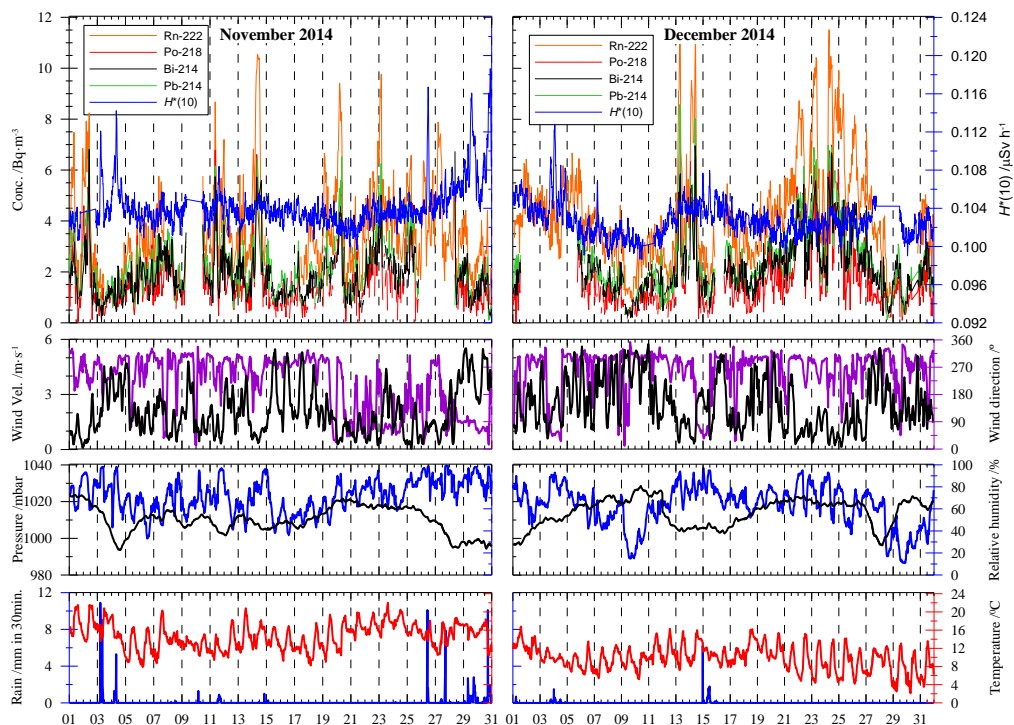 November 2014
Rn-222
Po-218
Bi-214
Pb-214
H*(10)
December 2014
Rn-222
Po-218
Bi-214
Pb-214
H*(10)
12
10
8
6
4
2
0
Conc. /Bq·m⁻³
0.124
0.120
0.116
0.112
0.108
0.104
0.100
0.096
0.092
H*(10) /µSv h⁻¹
6
3
0
Wind Vel. /m·s⁻¹
360
270
180
90
0
Wind direction /º
1040
1020
1000
980
Pressure /mbar
100
80
60
40
20
0
Relative humidity /%
12
8
4
0
Rain /mm in 30min.
24
20
16
12
8
4
0
Temperature /ºC
01 03 05 07 09 11 13 15 17 19 21 23 25 27 29 31
01 03 05 07 09 11 13 15 17 19 21 23 25 27 29 31